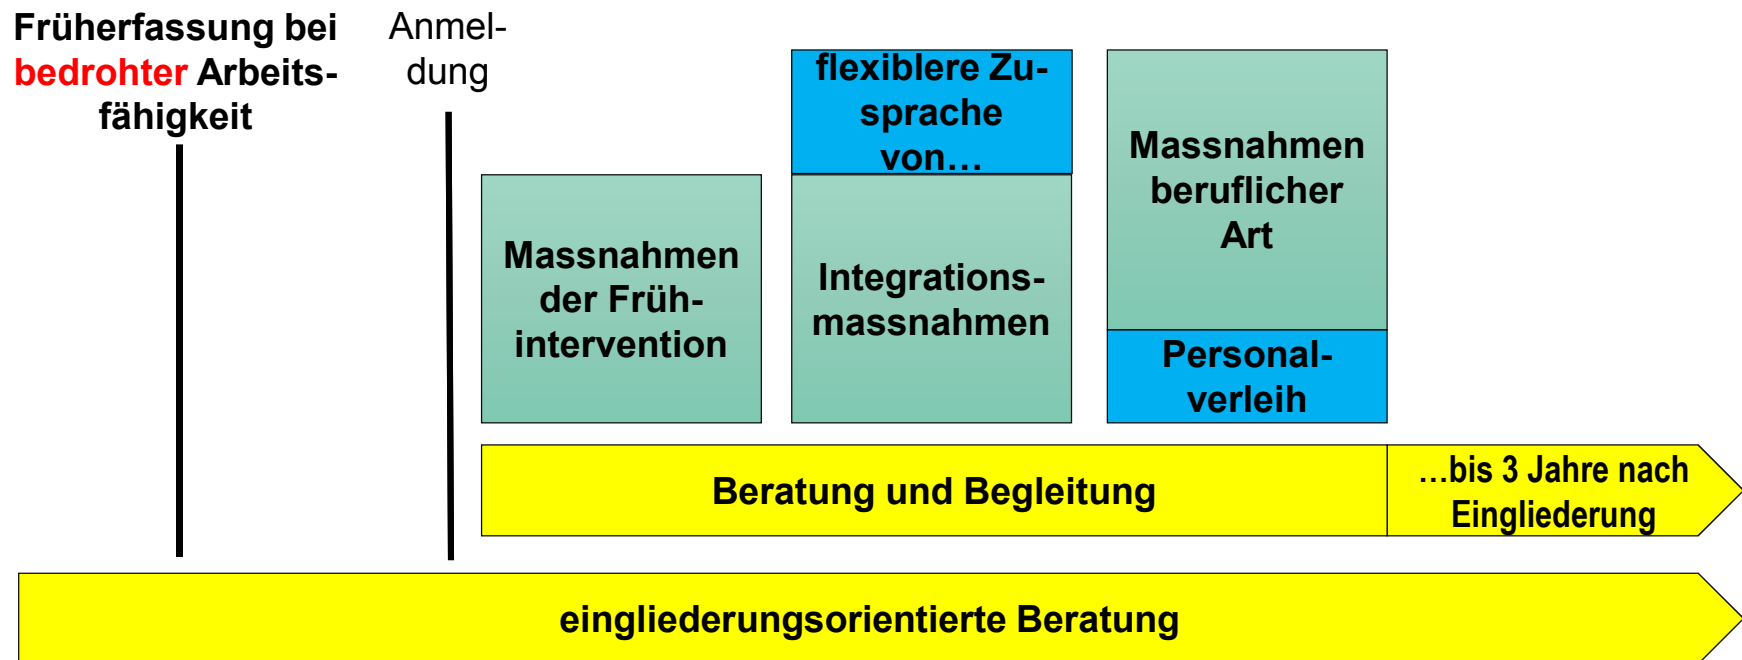 Früherfassung bei
bedrohter Arbeits-
fähigkeit
Anmel-
dung
flexiblere Zu-
sprache
von…
Massnahmen
beruflicher
Art
Massnahmen
der Früh-
intervention
Integrations-
massnahmen
Personal-
verleih
Beratung und Begleitung
…bis 3 Jahre nach
Eingliederung
eingliederungsorientierte Beratung